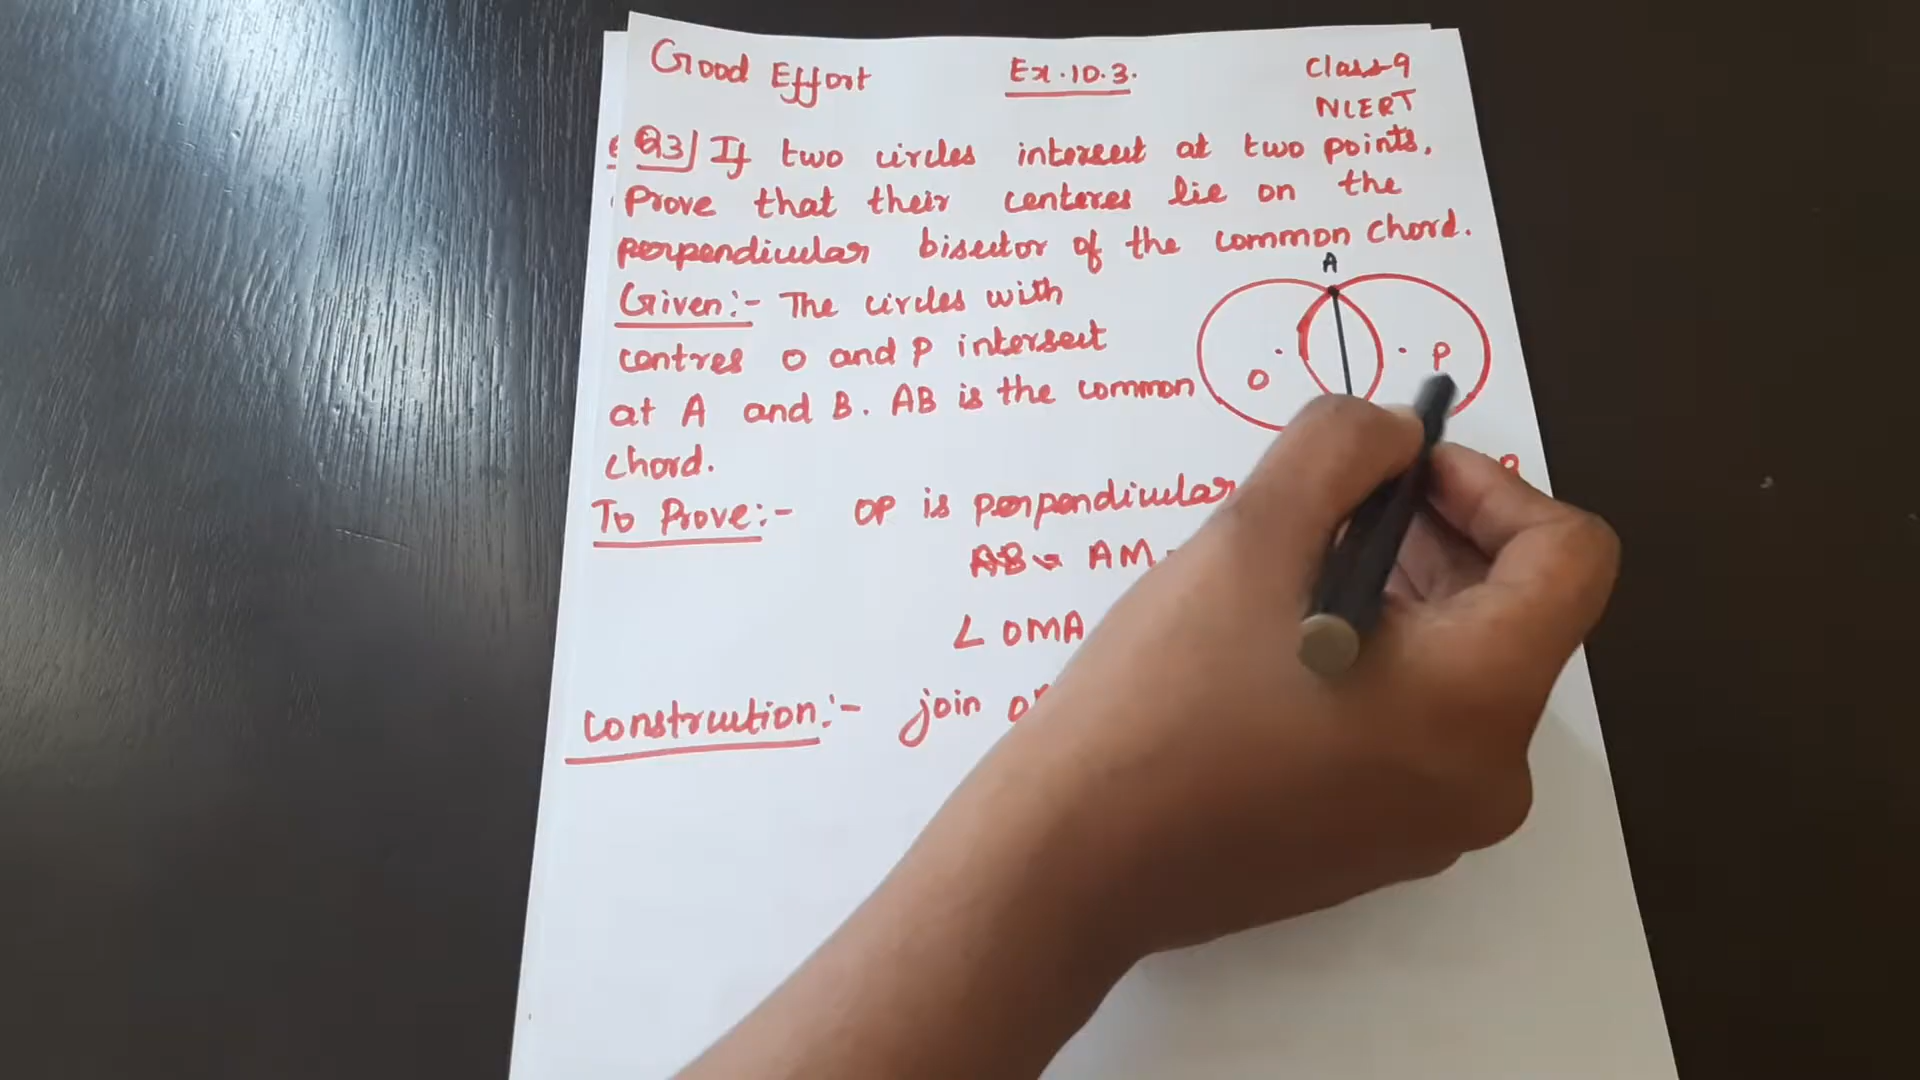 Good Effort Ex.10.3. Class-9
NCERT
Q3) If two circles intersect at two points,
Prove that their centeres lie on the
perpendicular bisector of the common chord.
A
Given:- The circles with
centres O and P intersect
P
O
at A and B. AB is the common
chord.
To Prove:- OP is perpendicular
AB AM
∠ OMA
Construction:- join